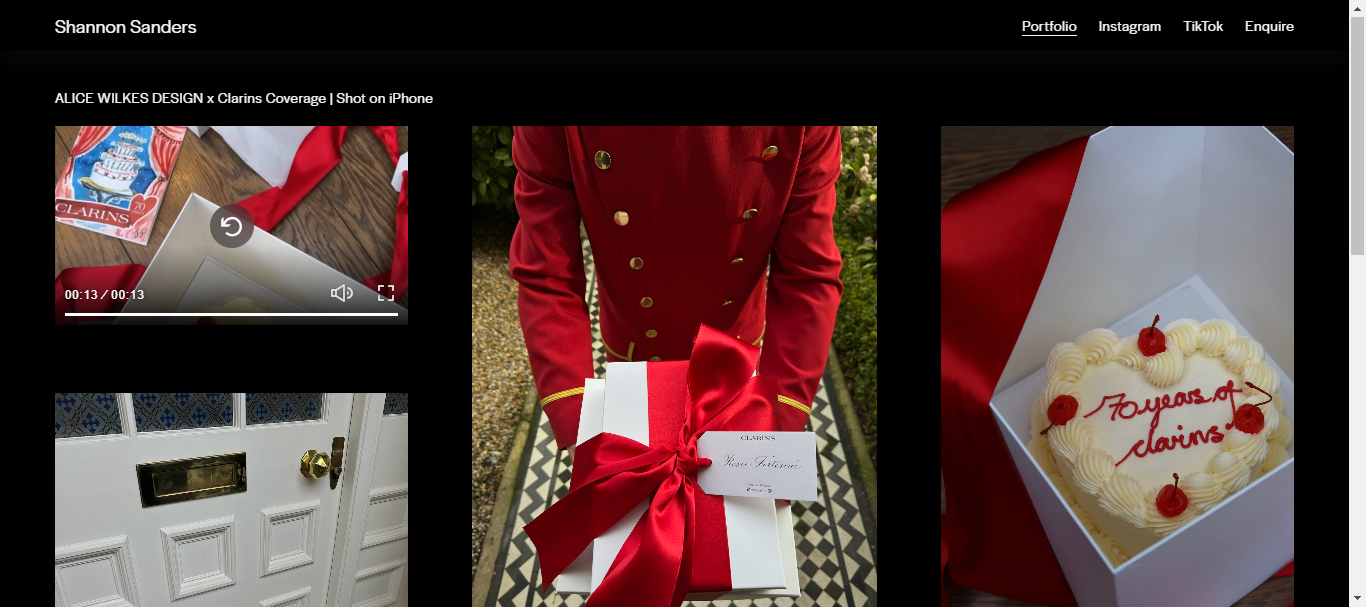 Shannon Sanders
Portfolio
Instagram
TikTok
Enquire
ALICE WILKES DESIGN x Clarins Coverage | Shot on iPhone
CLARINS
70
00:13 / 00:13
CLARINS
70 years of
clarins